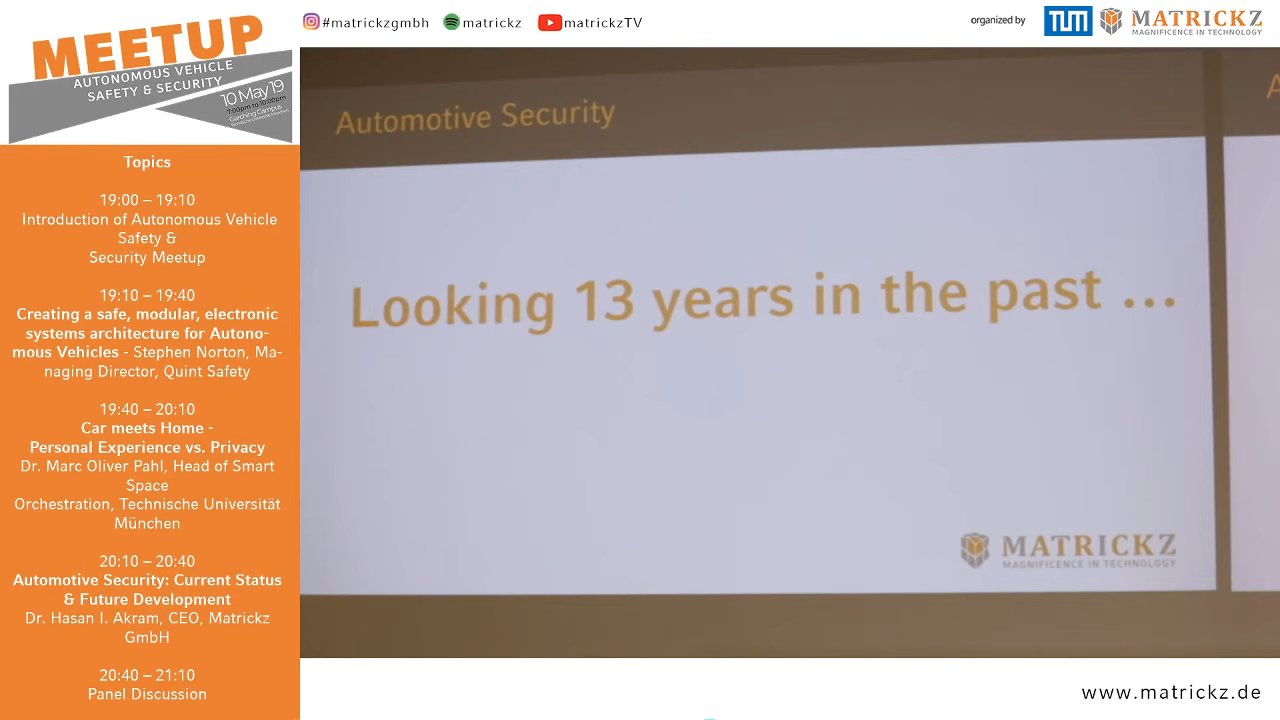 MEETUP
AUTONOMOUS VEHICLE
SAFETY & SECURITY
10 May 19
7:00pm to 10:00pm
Garching Campus
Technische Universität München
#matrickzgmbh
matrickz
matrickzTV
organized by
TUM
MATRICKZ
MAGNIFICENCE IN TECHNOLOGY
Topics
19:00 – 19:10
Introduction of Autonomous Vehicle
Safety &
Security Meetup
19:10 – 19:40
Creating a safe, modular, electronic
systems architecture for Autono-
mous Vehicles - Stephen Norton, Ma-
naging Director, Quint Safety
19:40 – 20:10
Car meets Home -
Personal Experience vs. Privacy
Dr. Marc Oliver Pahl, Head of Smart
Space
Orchestration, Technische Universität
München
20:10 – 20:40
Automotive Security: Current Status
& Future Development
Dr. Hasan I. Akram, CEO, Matrickz
GmbH
20:40 – 21:10
Panel Discussion
Automotive Security
Looking 13 years in the past ...
MATRICKZ
MAGNIFICENCE IN TECHNOLOGY
www.matrickz.de